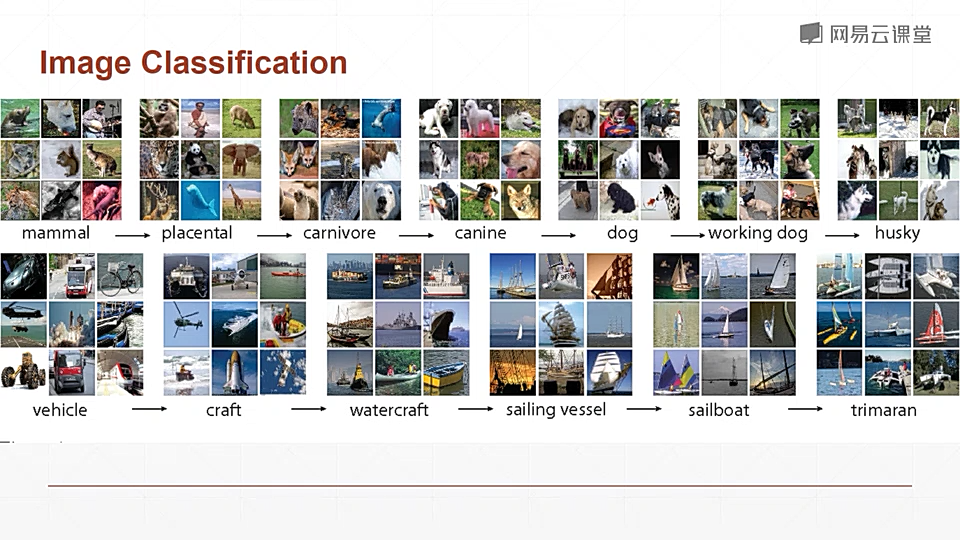 网易云课堂
Image Classification
mammal placental carnivore canine dog working dog husky
vehicle craft watercraft sailing vessel sailboat trimaran